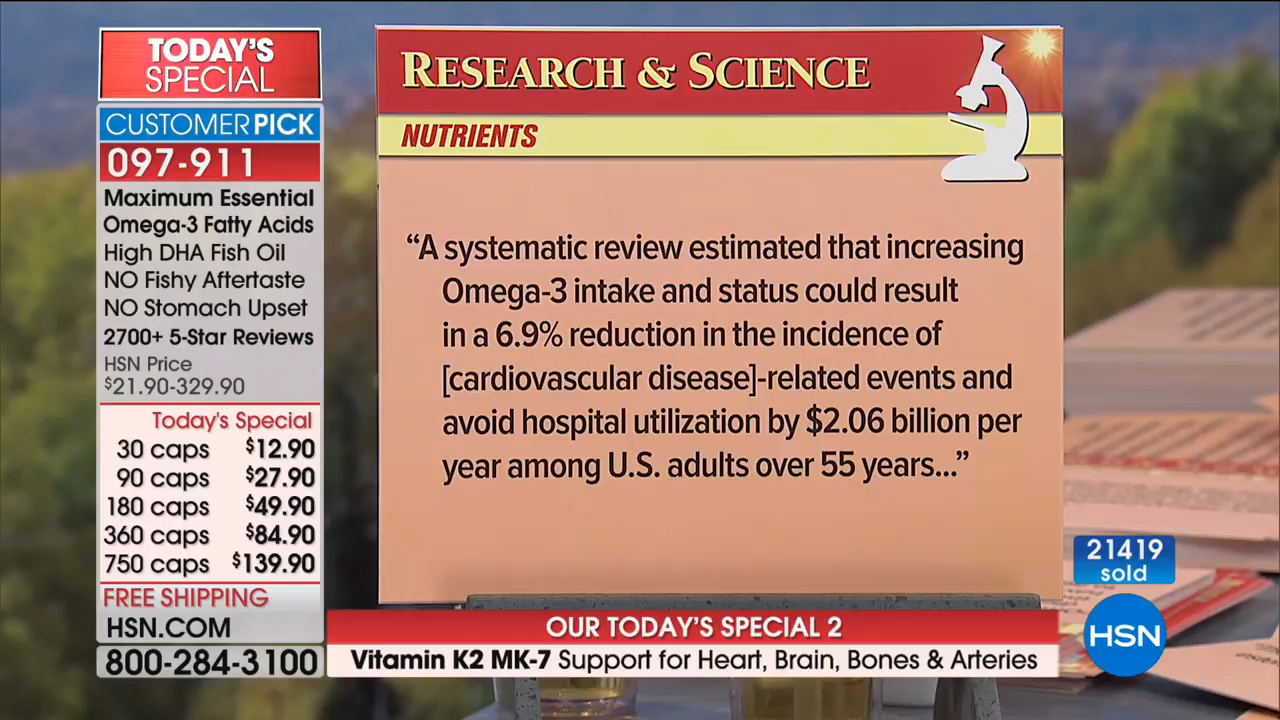 TODAY'S
SPECIAL
CUSTOMER PICK
097-911
Maximum Essential
Omega-3 Fatty Acids
High DHA Fish Oil
NO Fishy Aftertaste
NO Stomach Upset
2700+ 5-Star Reviews
HSN Price
$21.90-329.90
Today's Special
30 caps $12.90
90 caps $27.90
180 caps $49.90
360 caps $84.90
750 caps $139.90
FREE SHIPPING
HSN.COM
800-284-3100
RESEARCH & SCIENCE
NUTRIENTS
“A systematic review estimated that increasing
Omega-3 intake and status could result
in a 6.9% reduction in the incidence of
[cardiovascular disease]-related events and
avoid hospital utilization by $2.06 billion per
year among U.S. adults over 55 years...”
21419
sold
HSN
OUR TODAY'S SPECIAL 2
Vitamin K2 MK-7 Support for Heart, Brain, Bones & Arteries